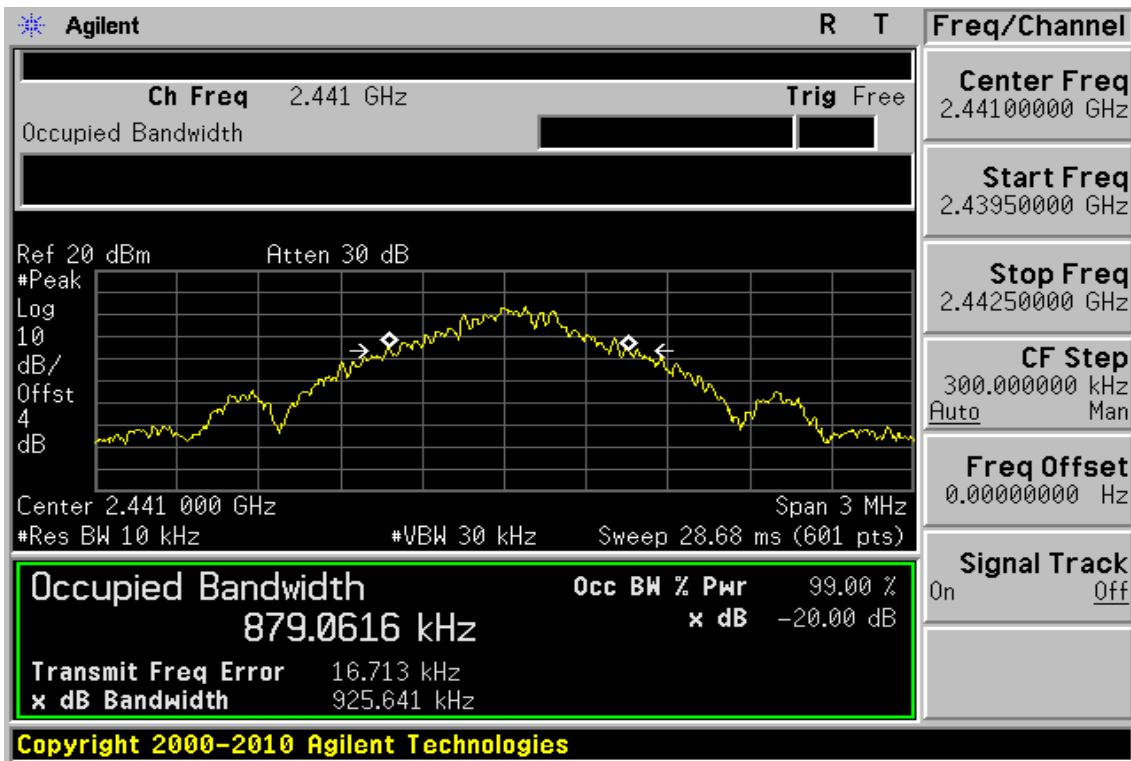 Agilent R T
Ch Freq 2.441 GHz Trig Free
Occupied Bandwidth
Ref 20 dBm Atten 30 dB
#Peak
Log
10
dB/
Offst
4
dB
Center 2.441 000 GHz Span 3 MHz
#Res BW 10 kHz #VBW 30 kHz Sweep 28.68 ms (601 pts)
Occupied Bandwidth Occ BW % Pwr 99.00 %
879.0616 kHz x dB -20.00 dB
Transmit Freq Error 16.713 kHz
x dB Bandwidth 925.641 kHz
Copyright 2000-2010 Agilent Technologies
Freq/Channel
Center Freq
2.44100000 GHz
Start Freq
2.43950000 GHz
Stop Freq
2.44250000 GHz
CF Step
300.000000 kHz
Auto Man
Freq Offset
0.00000000 Hz
Signal Track
On Off